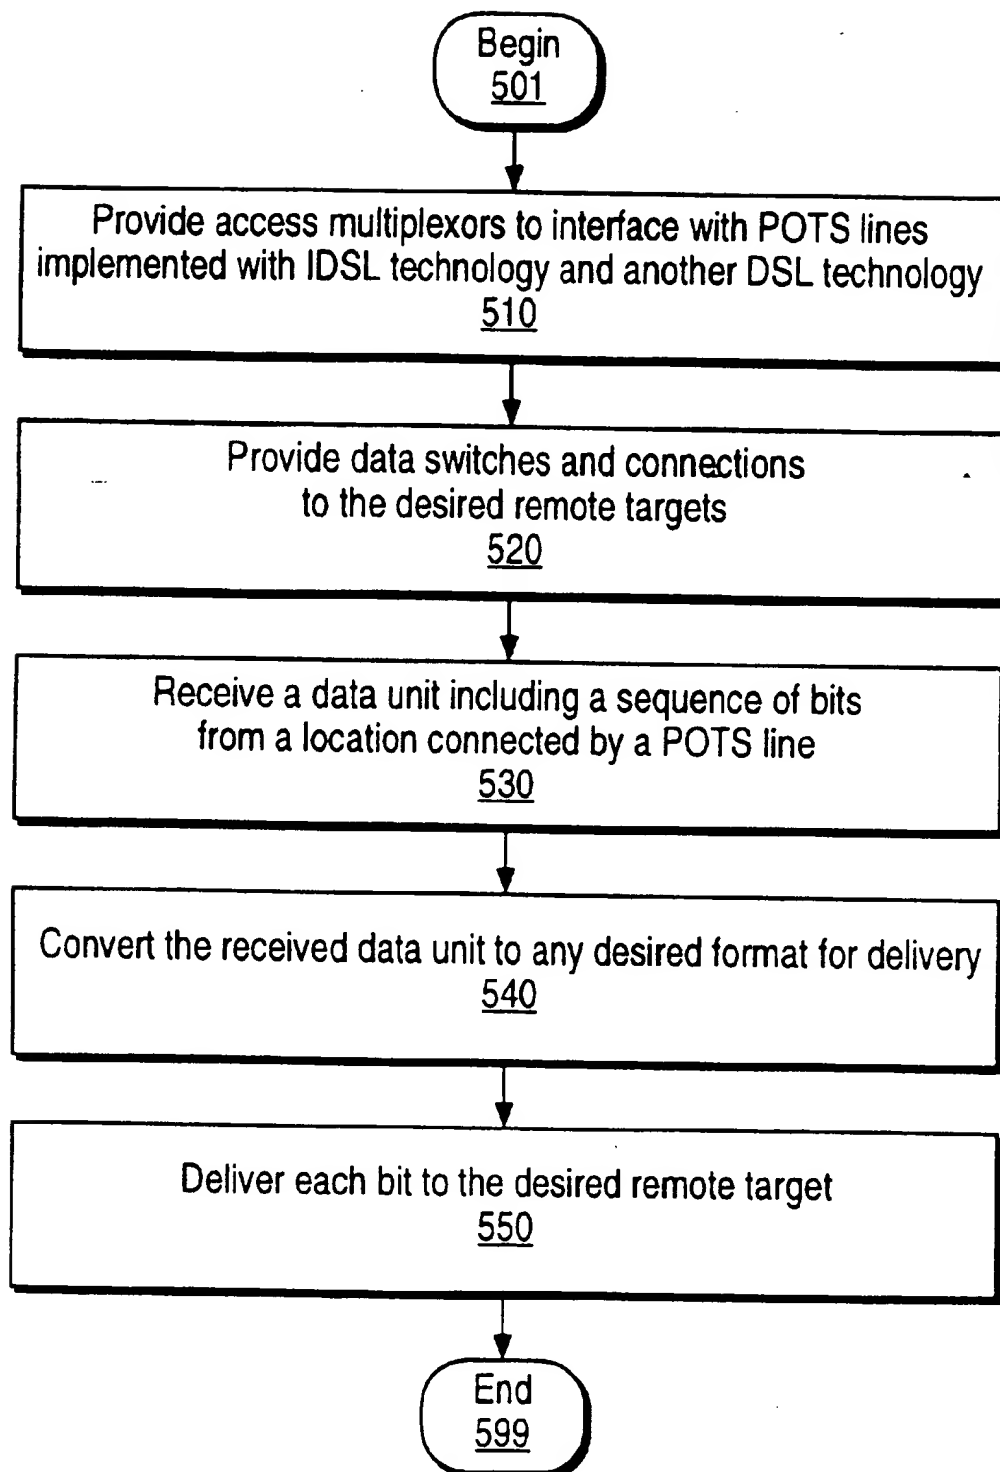 Begin
501
Provide access multiplexors to interface with POTS lines
implemented with IDSL technology and another DSL technology
510
Provide data switches and connections
to the desired remote targets
520
Receive a data unit including a sequence of bits
from a location connected by a POTS line
530
Convert the received data unit to any desired format for delivery
540
Deliver each bit to the desired remote target
550
End
599